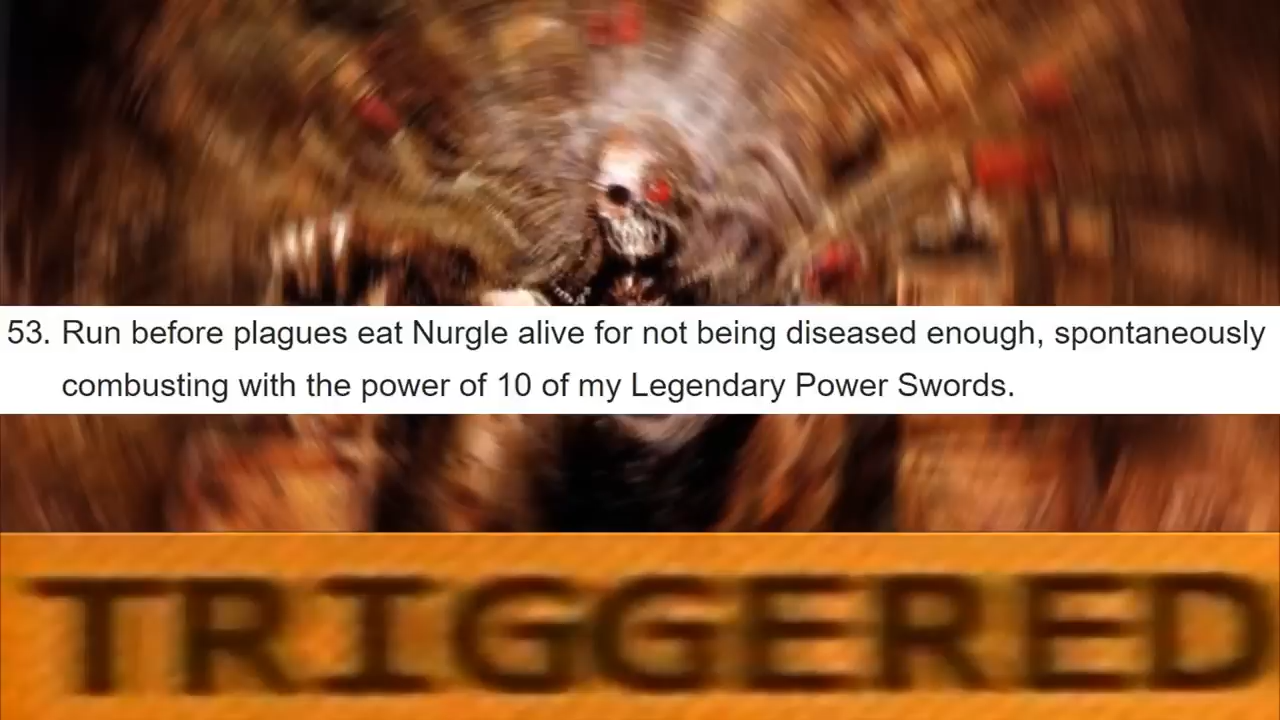 53. Run before plagues eat Nurgle alive for not being diseased enough, spontaneously
combusting with the power of 10 of my Legendary Power Swords.
TRIGGERED